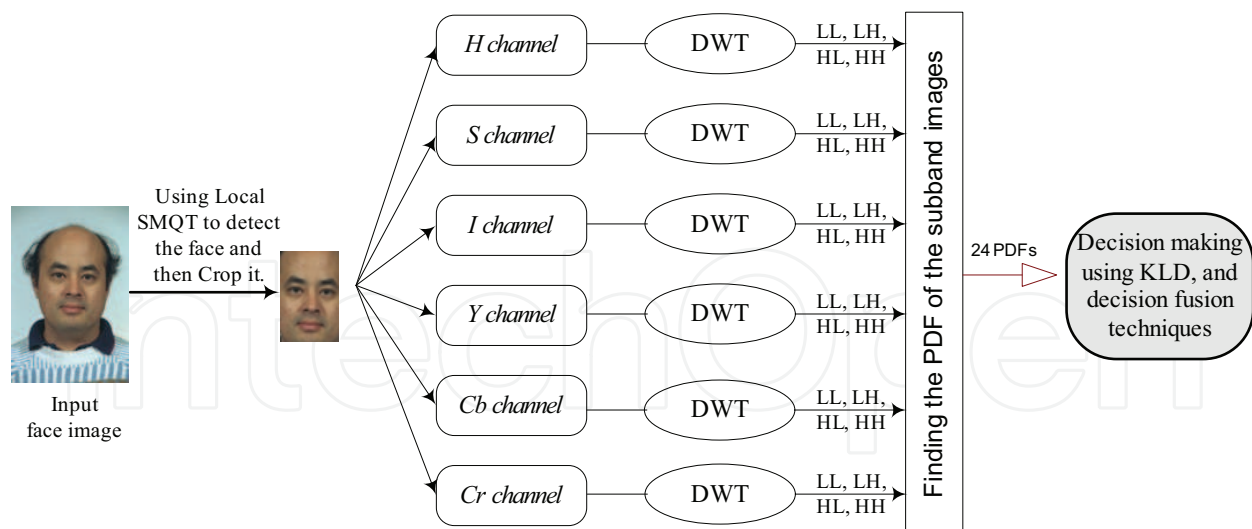 Input
face image
Using Local
SMQT to detect
the face and
then Crop it.
H channel
DWT
LL, LH,
HL, HH
S channel
DWT
LL, LH,
HL, HH
I channel
DWT
LL, LH,
HL, HH
Y channel
DWT
LL, LH,
HL, HH
Cb channel
DWT
LL, LH,
HL, HH
Cr channel
DWT
LL, LH,
HL, HH
Finding the PDF of the subband images
24 PDFs
Decision making
using KLD, and
decision fusion
techniques
IntechOpen